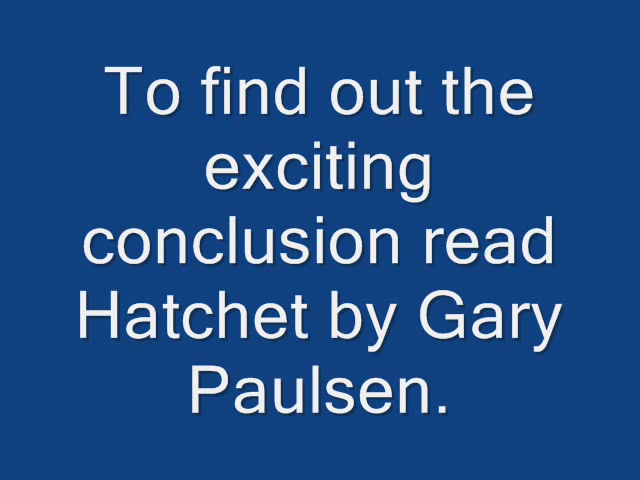 To find out the
exciting
conclusion read
Hatchet by Gary
Paulsen.